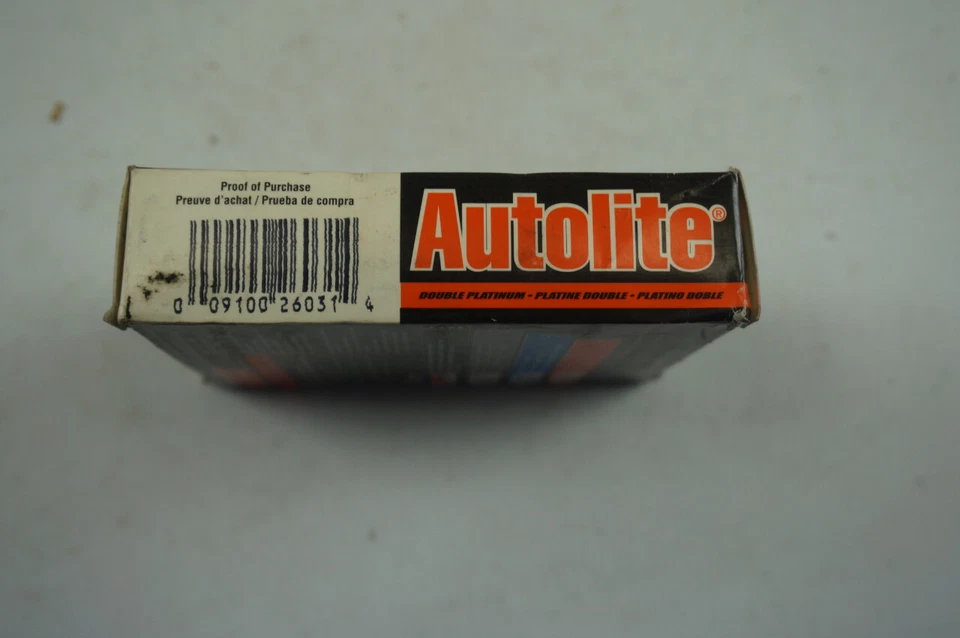 Proof of Purchase
Preuve d'achat / Prueba de compra
0 09100 26031 4
Autolite®
DOUBLE PLATINUM - PLATINE DOUBLE - PLATINO DOBLE